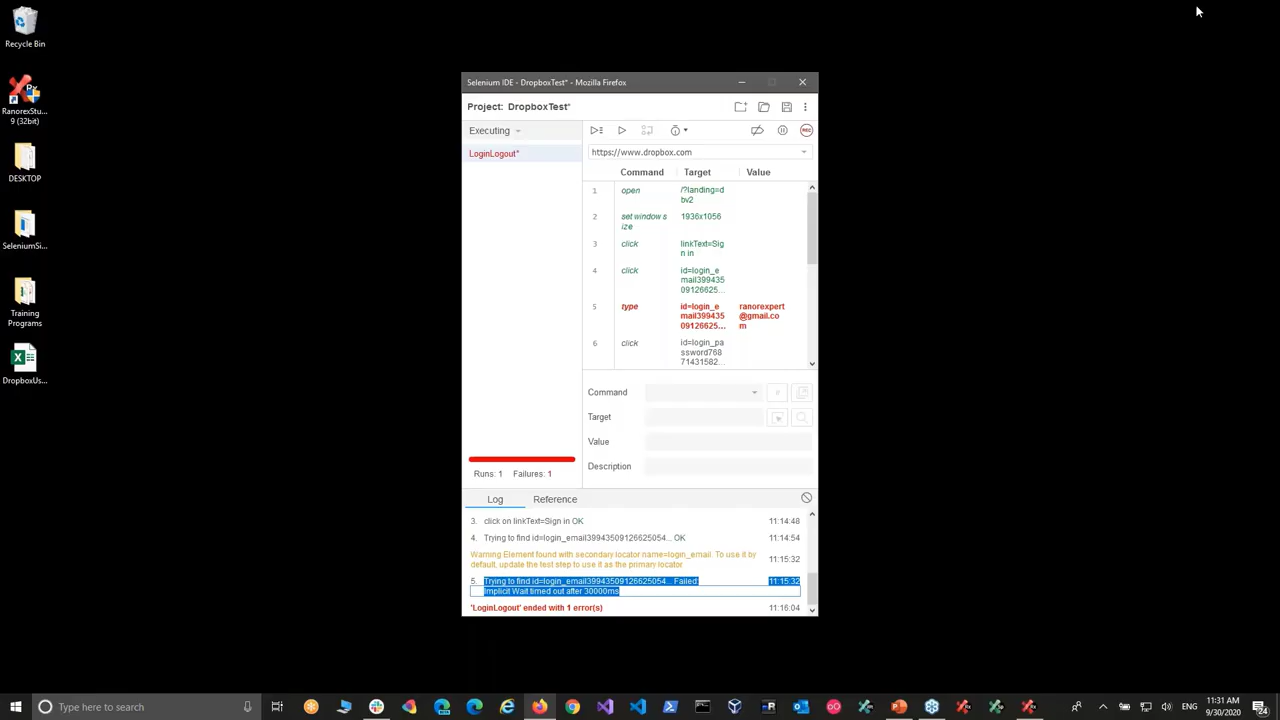 Recycle Bin
RanorexStu...
9 (32bit)
DESKTOP
SeleniumSi...
Training
Programs
DropboxUs...
Selenium IDE - DropboxTest* - Mozilla Firefox
Project: DropboxTest*
Executing
LoginLogout*
REC
https://www.dropbox.com
Command Target Value
1 open /?landing=d
bv2
2 set window s
ize 1936x1056
3 click linkText=Sig
n in
4 click id=login_e
mail399435
09126625...
5 type id=login_e
mail399435
09126625... ranorexpert
@gmail.co
m
6 click id=login_pa
ssword768
71431582...
Command
Target
Value
Description
Runs: 1 Failures: 1
Log Reference
3. click on linkText=Sign in OK 11:14:48
4. Trying to find id=login_email39943509126625054... OK 11:14:54
Warning Element found with secondary locator name=login_email. To use it by
default, update the test step to use it as the primary locator 11:15:32
5. Trying to find id=login_email39943509126625054... Failed: 11:15:32
Implicit Wait timed out after 30000ms
'LoginLogout' ended with 1 error(s) 11:16:04
Type here to search
ENG
11:31 AM
9/30/2020